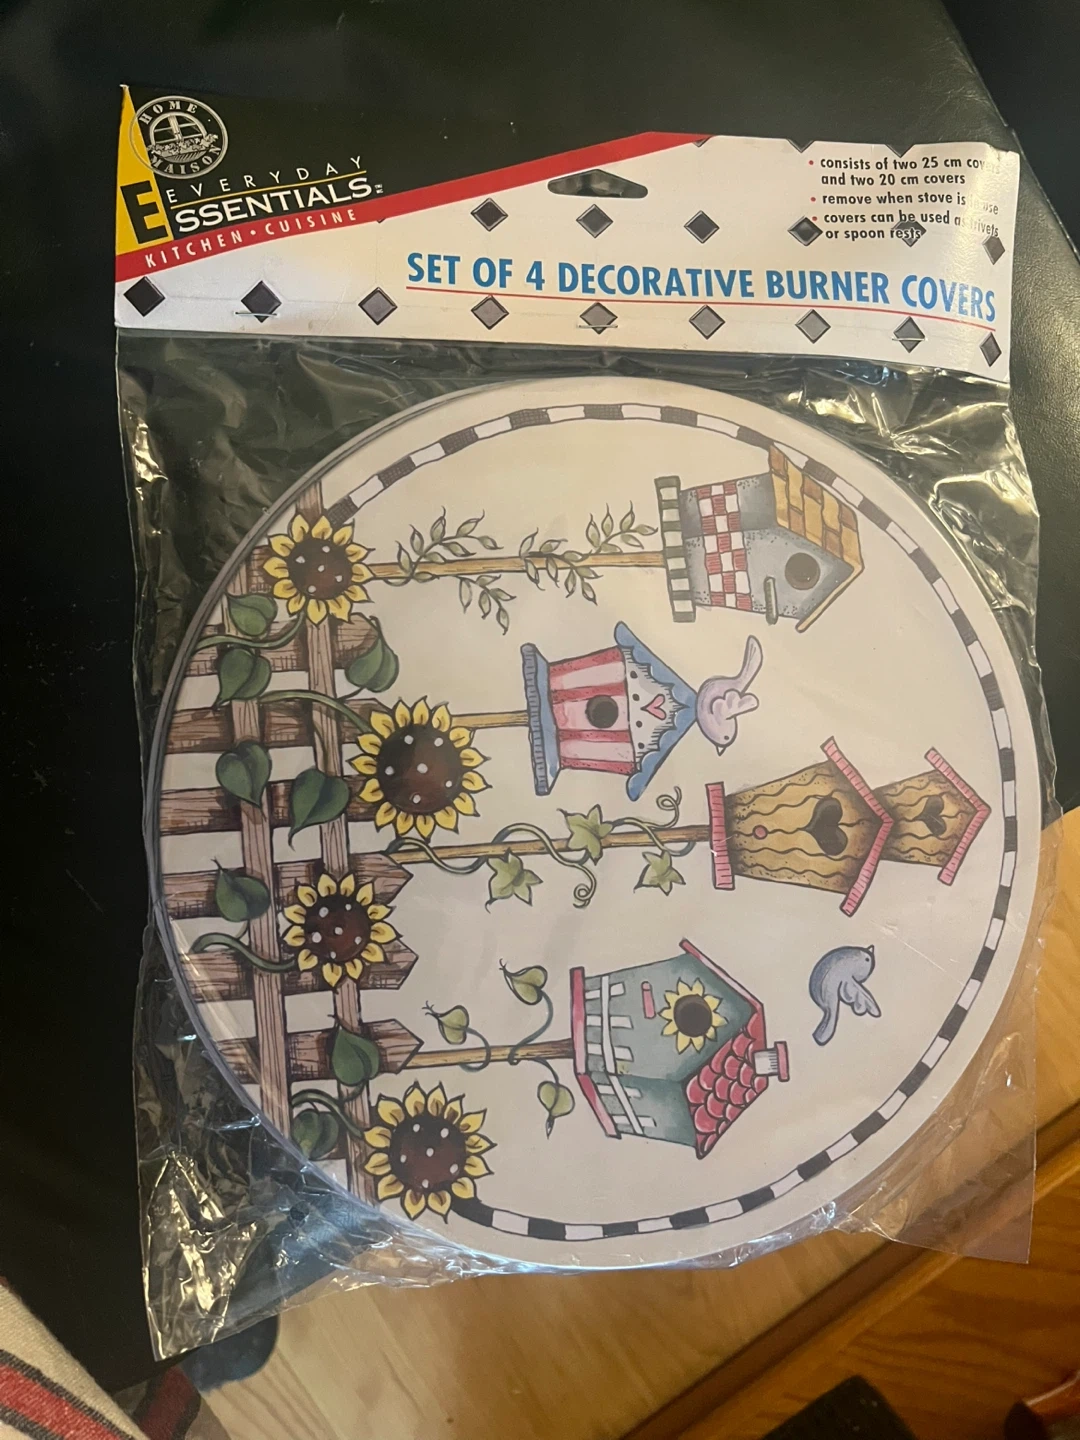 HOME
MAISON
EVERYDAY
ESSENTIALS
KITCHEN • CUISINE
• consists of two 25 cm covers
and two 20 cm covers
• remove when stove is in use
• covers can be used as trivets
or spoon rests
SET OF 4 DECORATIVE BURNER COVERS